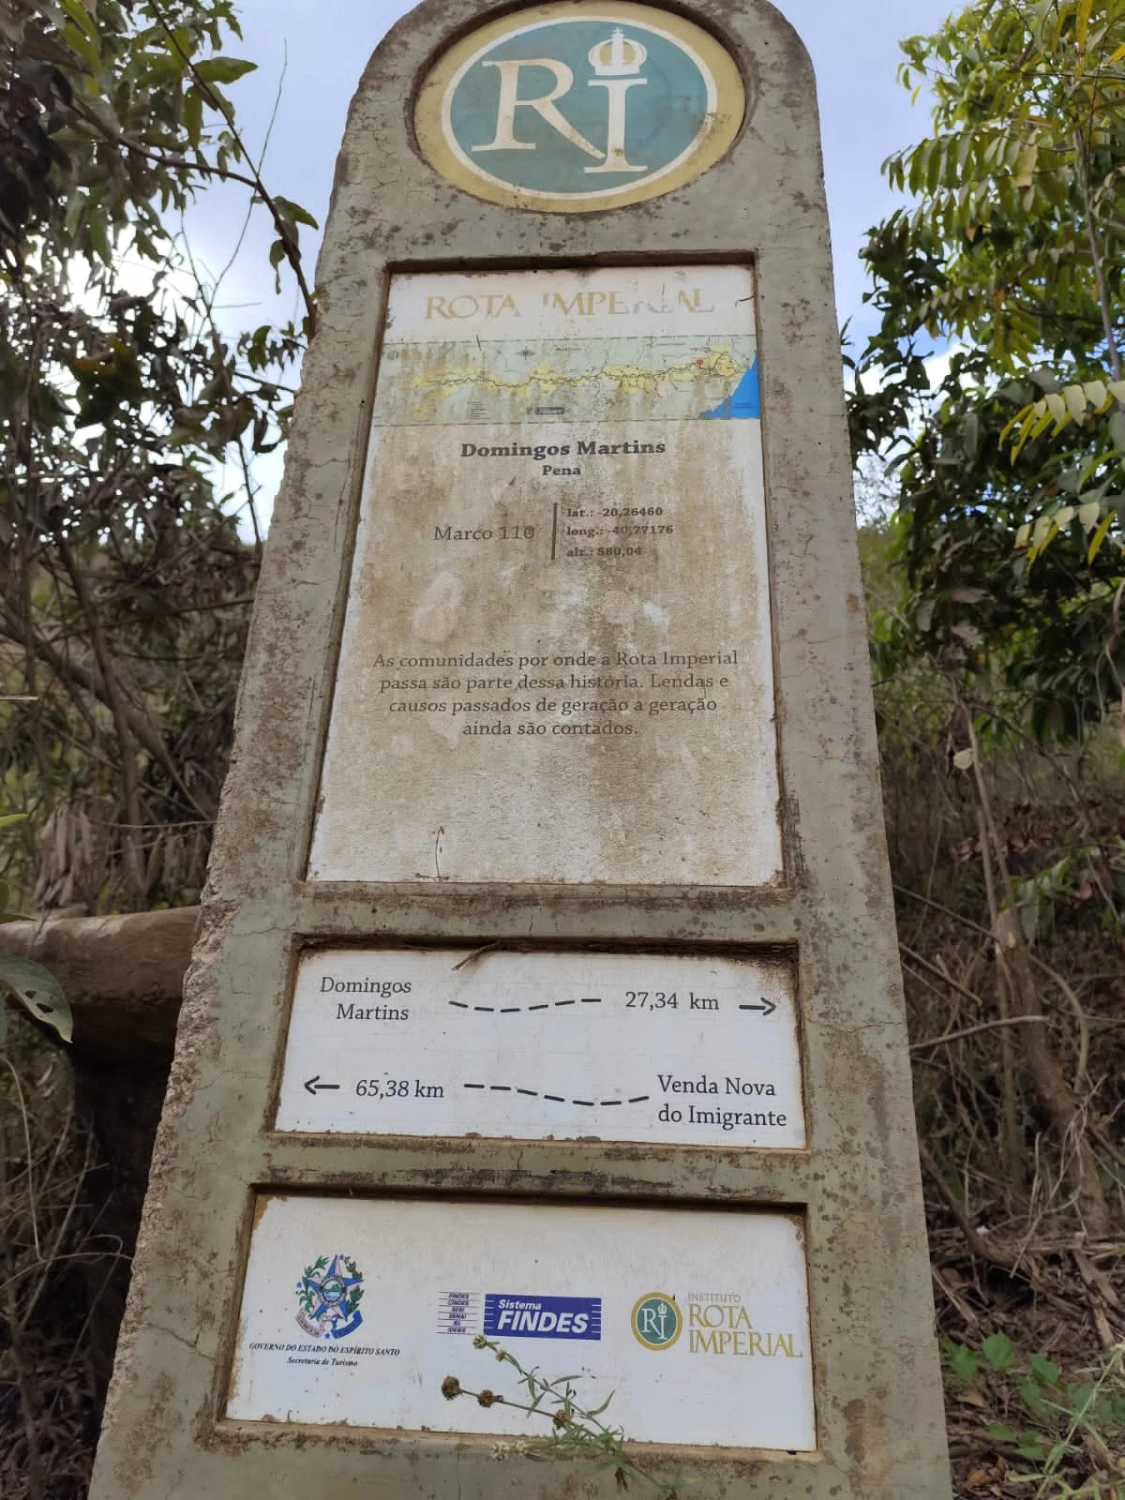 RI
ROTA IMPERIAL
Domingos Martins
Pena
Marco 110
lat.: -20,26460
long.: -40,77176
alt.: 580,04
As comunidades por onde a Rota Imperial
passa são parte dessa história. Lendas e
causos passados de geração a geração
ainda são contados.
Domingos
Martins
27,34 km
65,38 km
Venda Nova
do Imigrante
GOVERNO DO ESTADO DO ESPÍRITO SANTO
Secretaria de Turismo
Sistema
FINDES
RI
INSTITUTO
ROTA
IMPERIAL